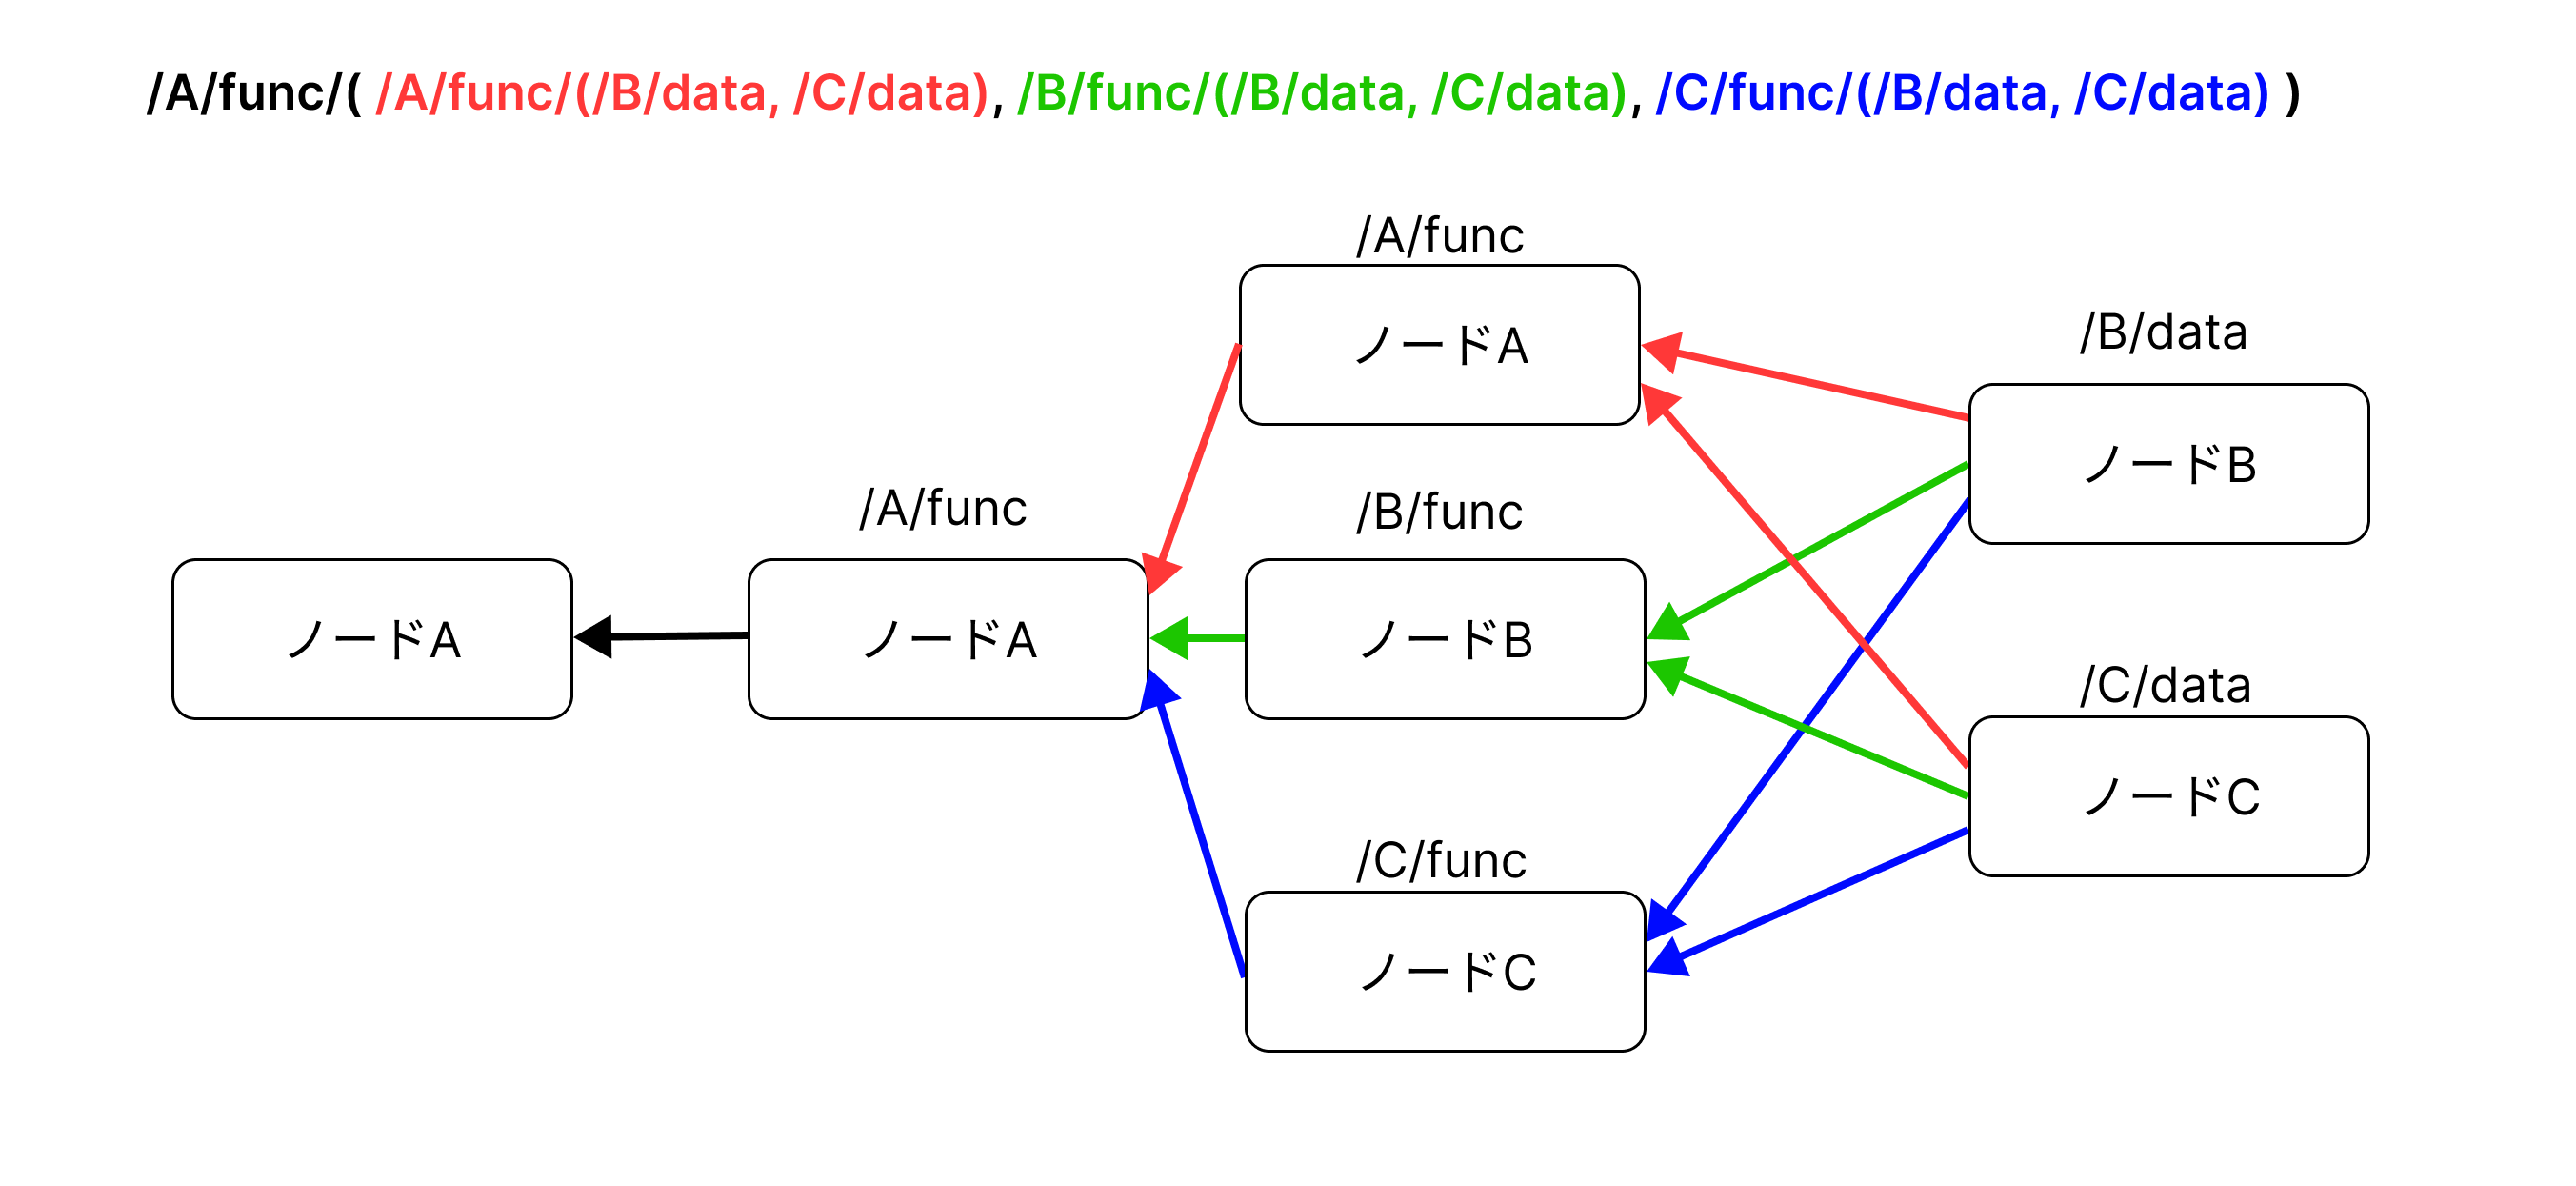 /A/func/( /A/func/(/B/data, /C/data), /B/func/(/B/data, /C/data), /C/func/(/B/data, /C/data) )
/A/func
ノードA
/B/data
ノードB
/A/func
/B/func
ノードA
ノードA
ノードB
/C/data
ノードC
/C/func
ノードC